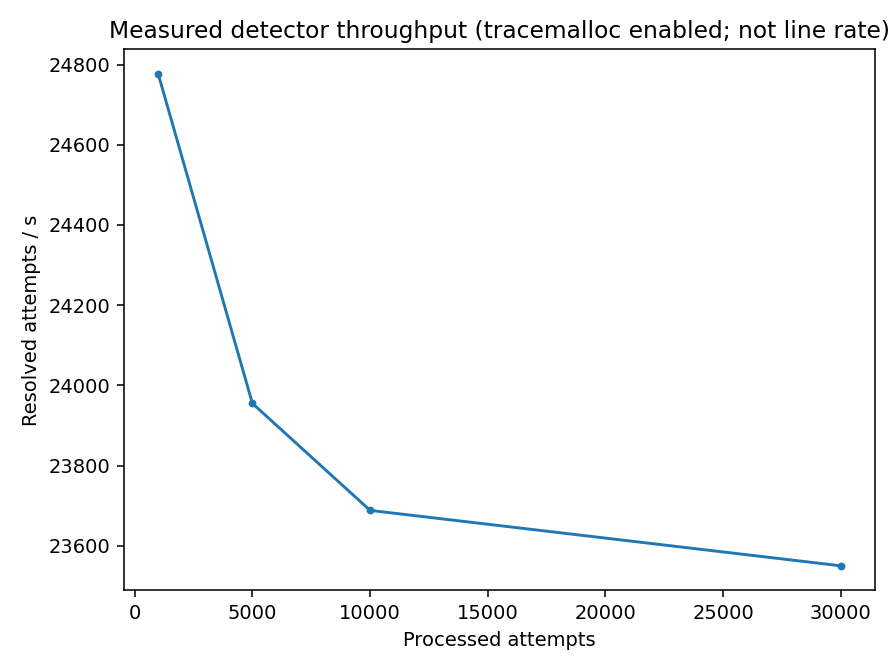 Measured detector throughput (tracemalloc enabled; not line rate)
24800
24600
24400
24200
24000
23800
23600
Resolved attempts / s
0 5000 10000 15000 20000 25000 30000
Processed attempts